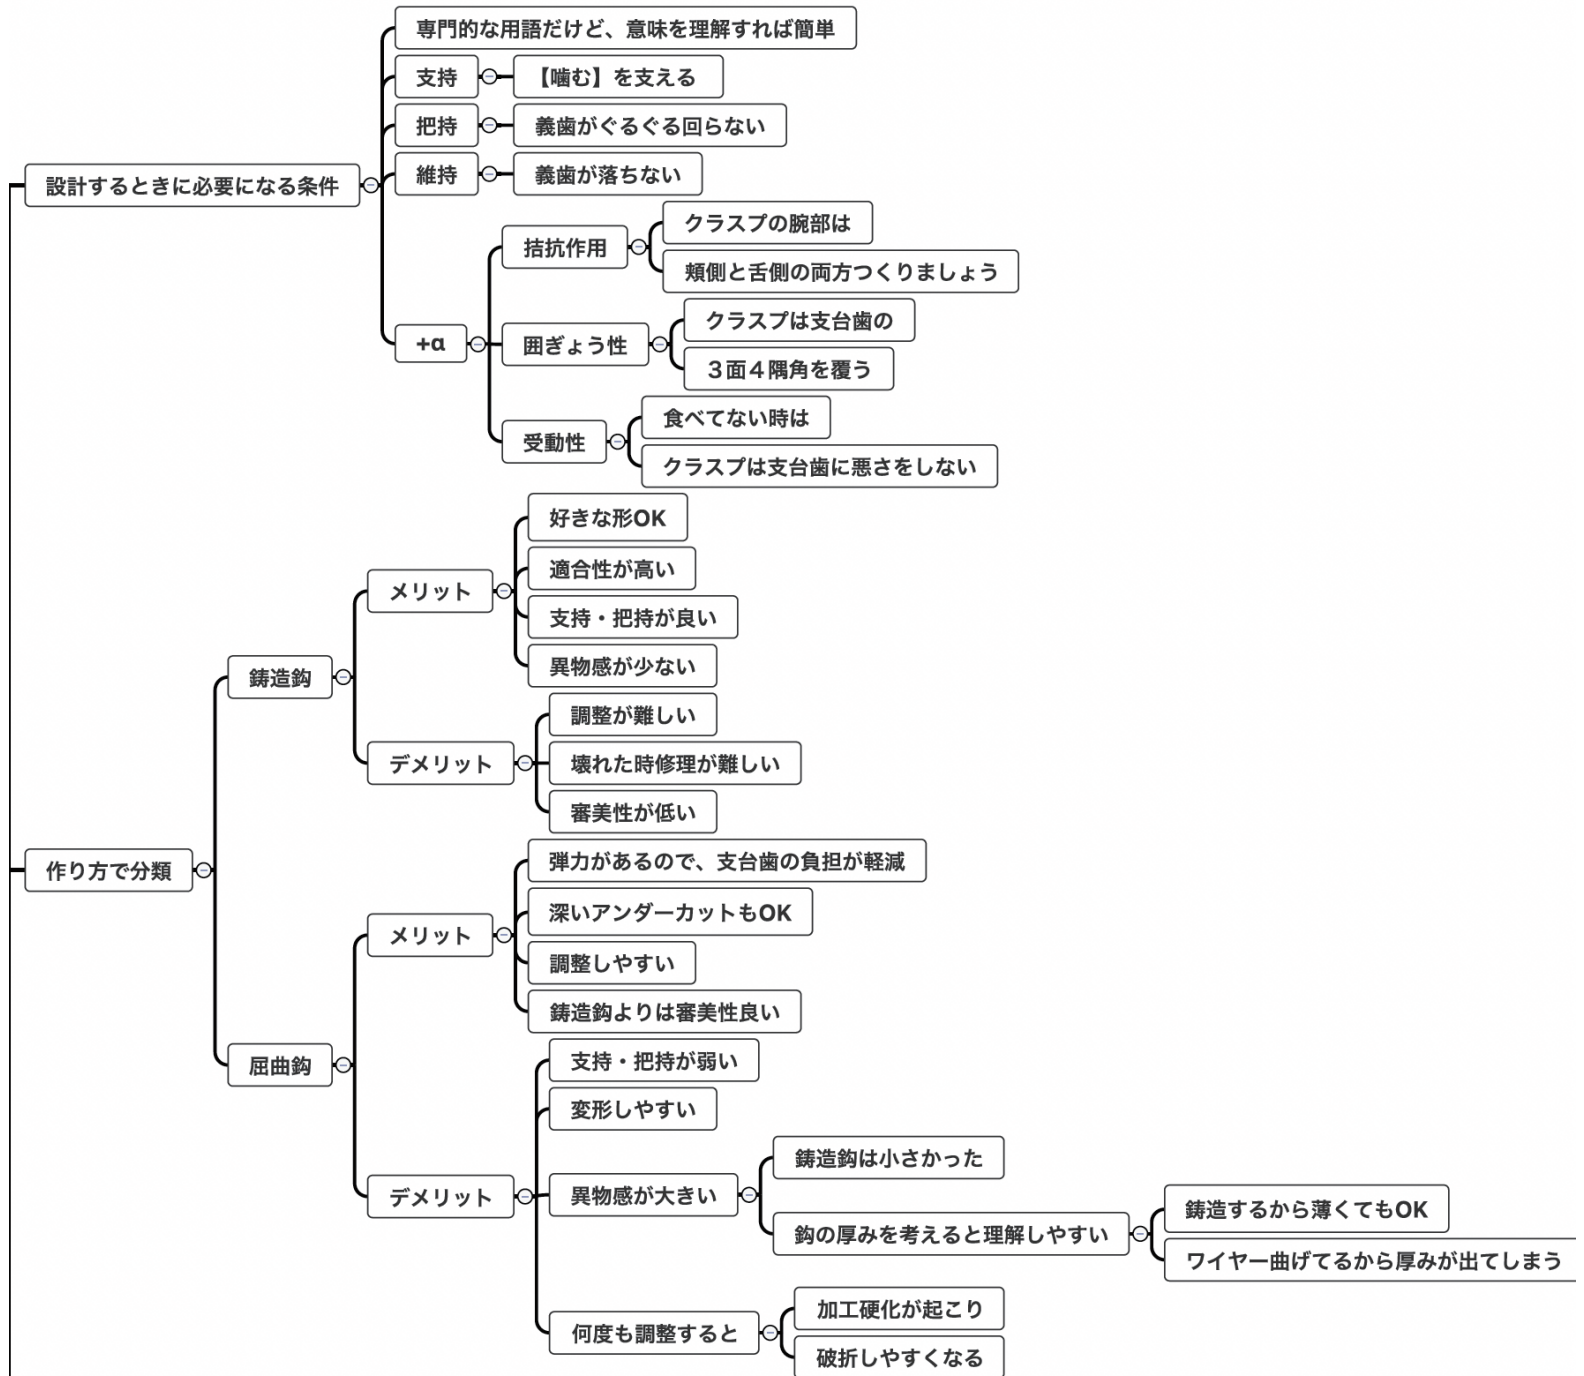 設計するときに必要になる条件
専門的な用語だけど、意味を理解すれば簡単
支持
【噛む】を支える
把持
義歯がぐるぐる回らない
維持
義歯が落ちない
+α
拮抗作用
クラスプの腕部は
頬側と舌側の両方つくりましょう
囲ぎょう性
クラスプは支台歯の
３面４隅角を覆う
受動性
食べてない時は
クラスプは支台歯に悪さをしない
作り方で分類
鋳造鈎
メリット
好きな形OK
適合性が高い
支持・把持が良い
異物感が少ない
デメリット
調整が難しい
壊れた時修理が難しい
審美性が低い
屈曲鈎
メリット
弾力があるので、支台歯の負担が軽減
深いアンダーカットもOK
調整しやすい
鋳造鈎よりは審美性良い
デメリット
支持・把持が弱い
変形しやすい
異物感が大きい
鋳造鈎は小さかった
鈎の厚みを考えると理解しやすい
鋳造するから薄くてもOK
ワイヤー曲げてるから厚みが出てしまう
何度も調整すると
加工硬化が起こり
破折しやすくなる